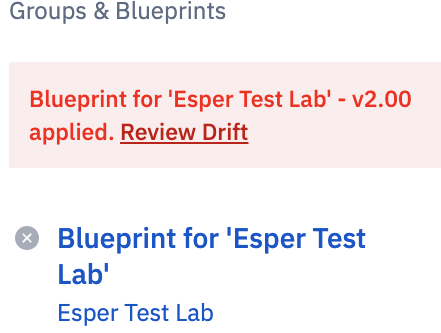 Groups & Blueprints
Blueprint for 'Esper Test Lab' - v2.00
applied. Review Drift
Blueprint for 'Esper Test
Lab'
Esper Test Lab